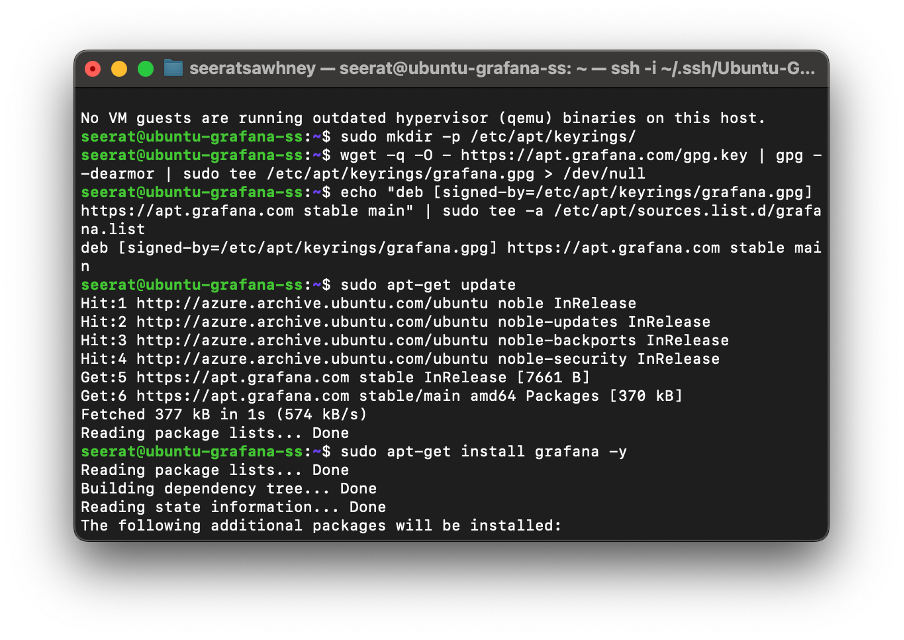 seeratsawhney — seerat@ubuntu-grafana-ss: ~ — ssh -i ~/.ssh/Ubuntu-G...
No VM guests are running outdated hypervisor (qemu) binaries on this host.
seerat@ubuntu-grafana-ss:~$ sudo mkdir -p /etc/apt/keyrings/
seerat@ubuntu-grafana-ss:~$ wget -q -O - https://apt.grafana.com/gpg.key | gpg -
-dearmor | sudo tee /etc/apt/keyrings/grafana.gpg > /dev/null
seerat@ubuntu-grafana-ss:~$ echo "deb [signed-by=/etc/apt/keyrings/grafana.gpg]
https://apt.grafana.com stable main" | sudo tee -a /etc/apt/sources.list.d/grafa
na.list
deb [signed-by=/etc/apt/keyrings/grafana.gpg] https://apt.grafana.com stable mai
n
seerat@ubuntu-grafana-ss:~$ sudo apt-get update
Hit:1 http://azure.archive.ubuntu.com/ubuntu noble InRelease
Hit:2 http://azure.archive.ubuntu.com/ubuntu noble-updates InRelease
Hit:3 http://azure.archive.ubuntu.com/ubuntu noble-backports InRelease
Hit:4 http://azure.archive.ubuntu.com/ubuntu noble-security InRelease
Get:5 https://apt.grafana.com stable InRelease [7661 B]
Get:6 https://apt.grafana.com stable/main amd64 Packages [370 kB]
Fetched 377 kB in 1s (574 kB/s)
Reading package lists... Done
seerat@ubuntu-grafana-ss:~$ sudo apt-get install grafana -y
Reading package lists... Done
Building dependency tree... Done
Reading state information... Done
The following additional packages will be installed: